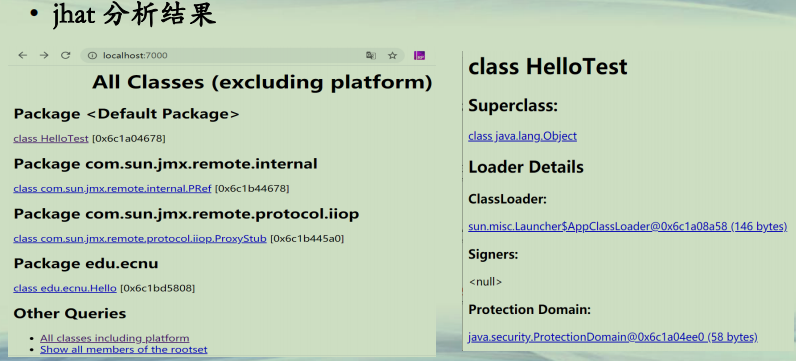 • jhat 分析结果
localhost:7000
All Classes (excluding platform)
Package <Default Package>
class HelloTest [0x6c1a04678]
Package com.sun.jmx.remote.internal
class com.sun.jmx.remote.internal.PRef [0x6c1b44678]
Package com.sun.jmx.remote.protocol.iiop
class com.sun.jmx.remote.protocol.iiop.ProxyStub [0x6c1b445a0]
Package edu.ecnu
class edu.ecnu.Hello [0x6c1bd5808]
Other Queries
• All classes including platform
• Show all members of the rootset
class HelloTest
Superclass:
class java.lang.Object
Loader Details
ClassLoader:
sun.misc.Launcher$AppClassLoader@0x6c1a08a58 (146 bytes)
Signers:
<null>
Protection Domain:
java.security.ProtectionDomain@0x6c1a04ee0 (58 bytes)